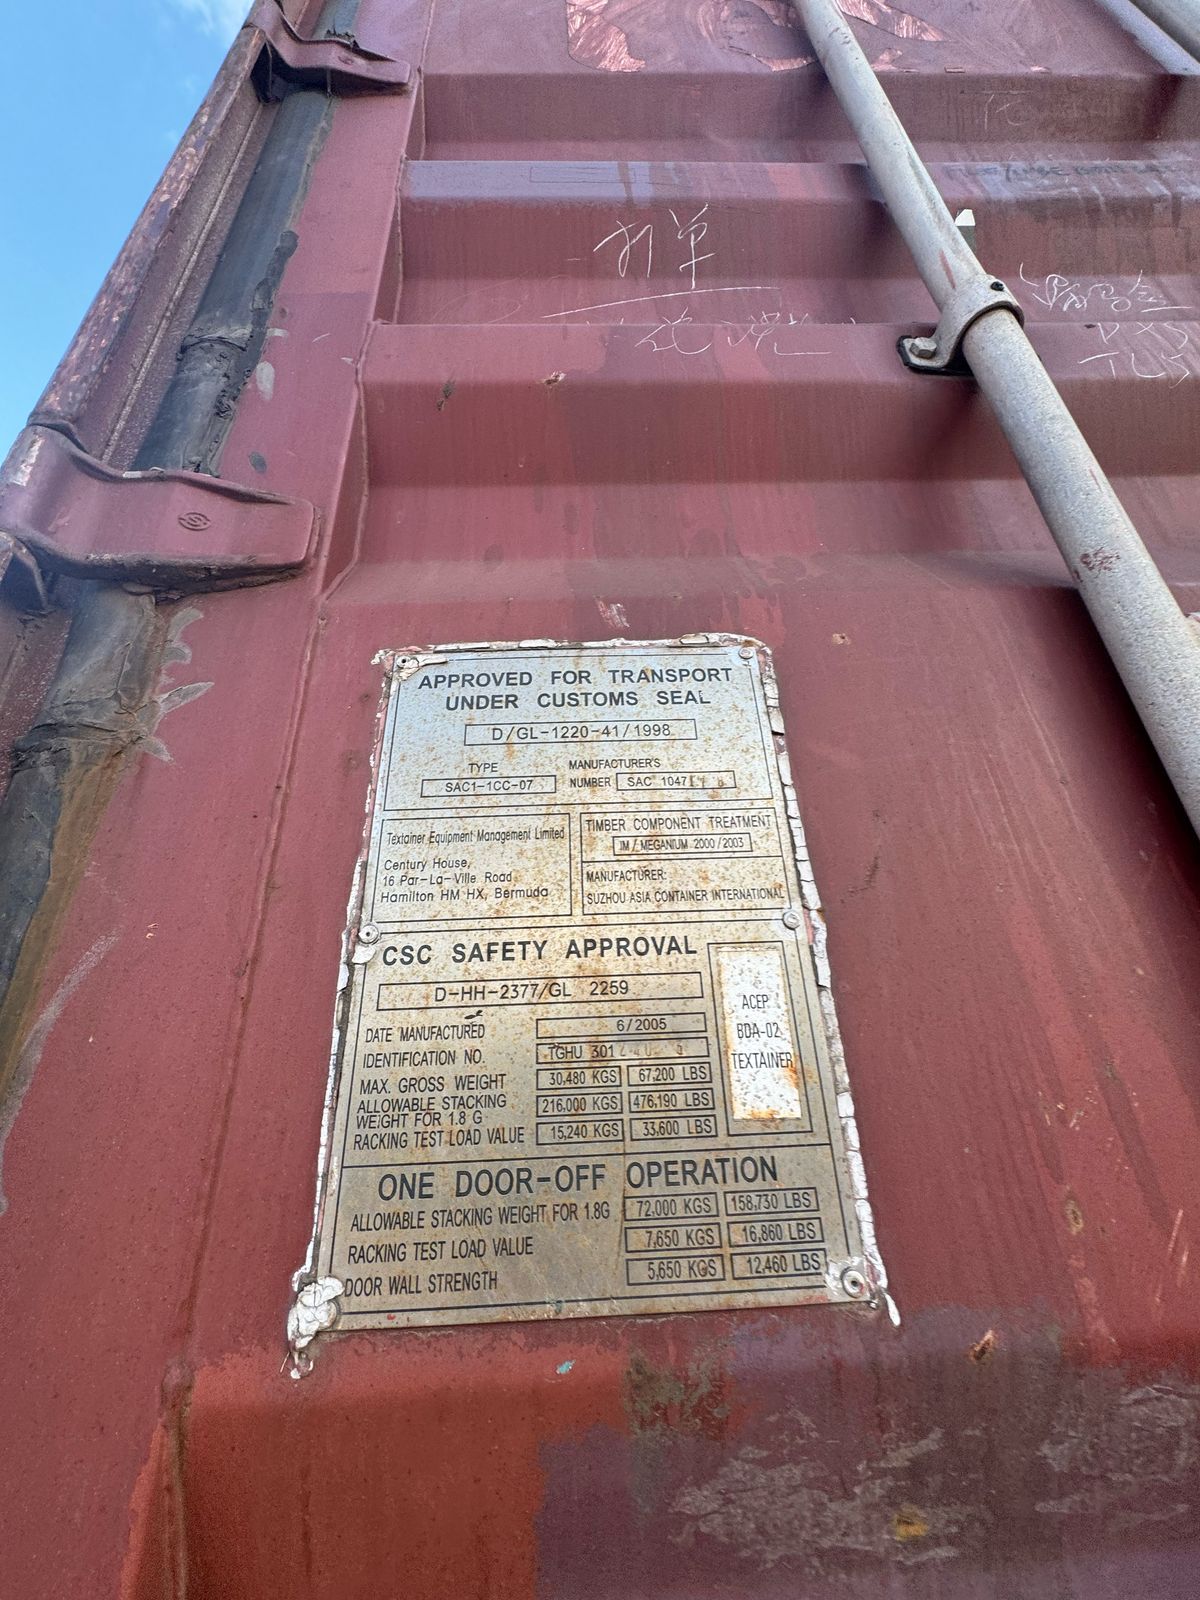 扑单
APPROVED FOR TRANSPORT
UNDER CUSTOMS SEAL
D/GL-1220-41/1998
TYPE
SAC1-1CC-07
MANUFACTURER'S
NUMBER
SAC 1047
Textainer Equipment Management Limited
Century House,
16 Par-La-Ville Road
Hamilton HM HX, Bermuda
TIMBER COMPONENT TREATMENT
IM/MEGANIUM 2000/2003
MANUFACTURER:
SUZHOU ASIA CONTAINER INTERNATIONAL
CSC SAFETY APPROVAL
D-HH-2377/GL 2259
DATE MANUFACTURED 6/2005
IDENTIFICATION NO. TGHU 301
MAX. GROSS WEIGHT 30,480 KGS 67,200 LBS
ALLOWABLE STACKING
WEIGHT FOR 1.8 G 216,000 KGS 476,190 LBS
RACKING TEST LOAD VALUE 15,240 KGS 33,600 LBS
ACEP
BDA-02
TEXTAINER
ONE DOOR-OFF OPERATION
ALLOWABLE STACKING WEIGHT FOR 1.8G 72,000 KGS 158,730 LBS
RACKING TEST LOAD VALUE 7,650 KGS 16,860 LBS
DOOR WALL STRENGTH 5,650 KGS 12,460 LBS